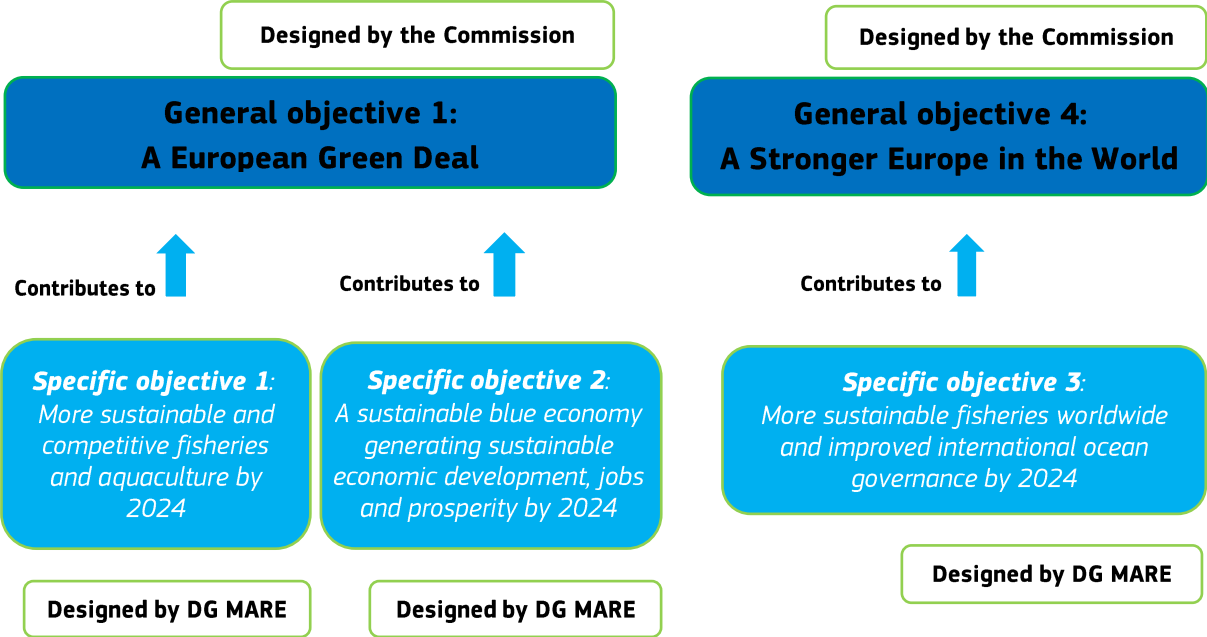 Designed by the Commission
General objective 1:
A European Green Deal
Contributes to
Contributes to
Specific objective 1:
More sustainable and
competitive fisheries
and aquaculture by
2024
Designed by DG MARE
Specific objective 2:
A sustainable blue economy
generating sustainable
economic development, jobs
and prosperity by 2024
Designed by DG MARE
Designed by the Commission
General objective 4:
A Stronger Europe in the World
Contributes to
Specific objective 3:
More sustainable fisheries worldwide
and improved international ocean
governance by 2024
Designed by DG MARE